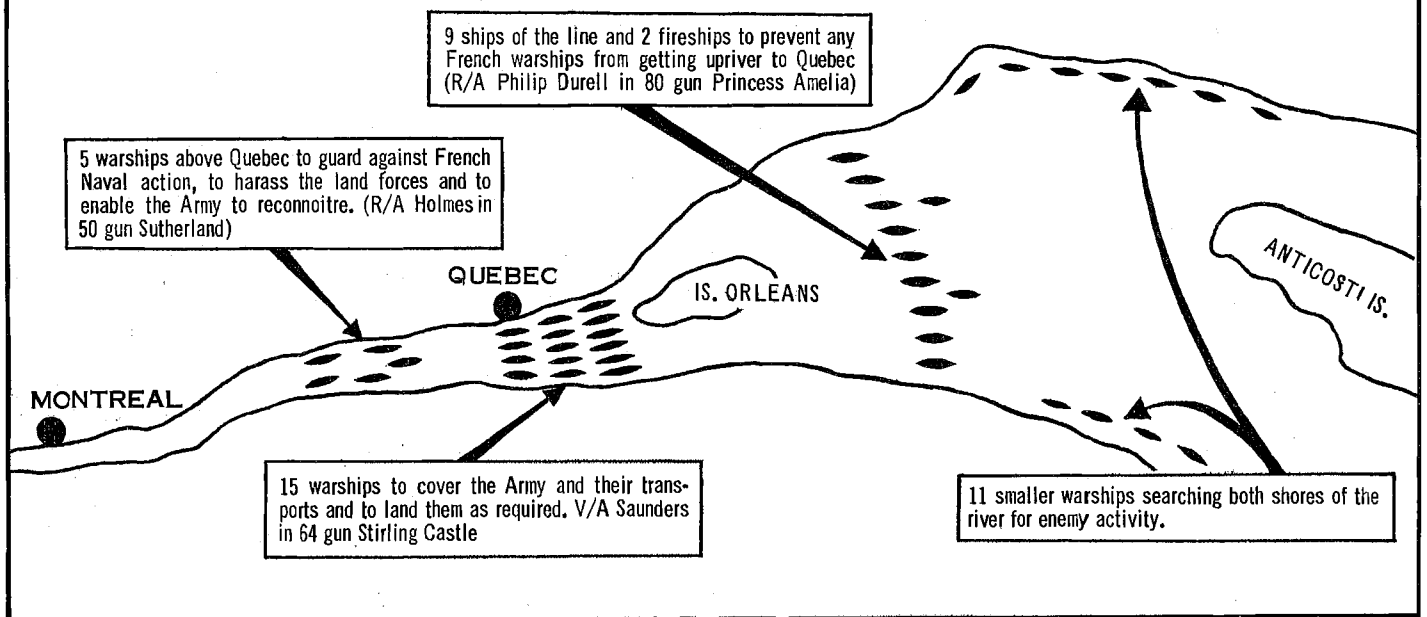 9 ships of the line and 2 fireships to prevent any
French warships from getting upriver to Quebec
(R/A Philip Durell in 80 gun Princess Amelia)
5 warships above Quebec to guard against French
Naval action, to harass the land forces and to
enable the Army to reconnoitre. (R/A Holmes in
50 gun Sutherland)
QUEBEC
IS. ORLEANS
ANTICOSTI IS.
MONTREAL
15 warships to cover the Army and their trans-
ports and to land them as required. V/A Saunders
in 64 gun Stirling Castle
11 smaller warships searching both shores of the
river for enemy activity.